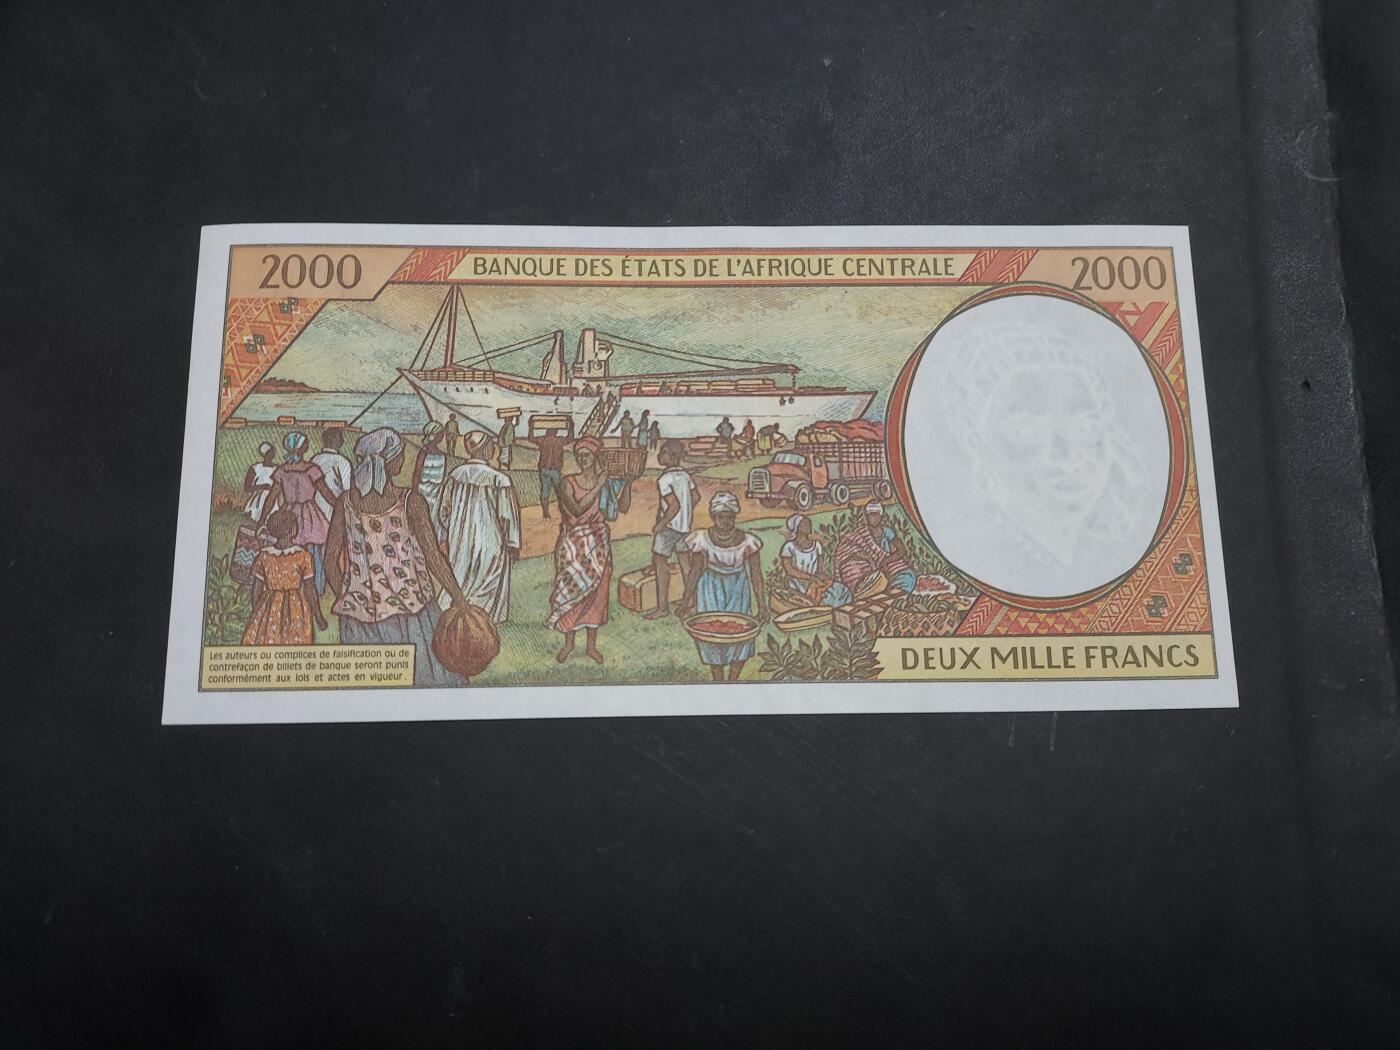 2000
BANQUE DES ÉTATS DE L'AFRIQUE CENTRALE
2000
Les auteurs ou complices de falsification ou de
contrefaçon de billets de banque seront punis
conformément aux lois et actes en vigueur.
DEUX MILLE FRANCS